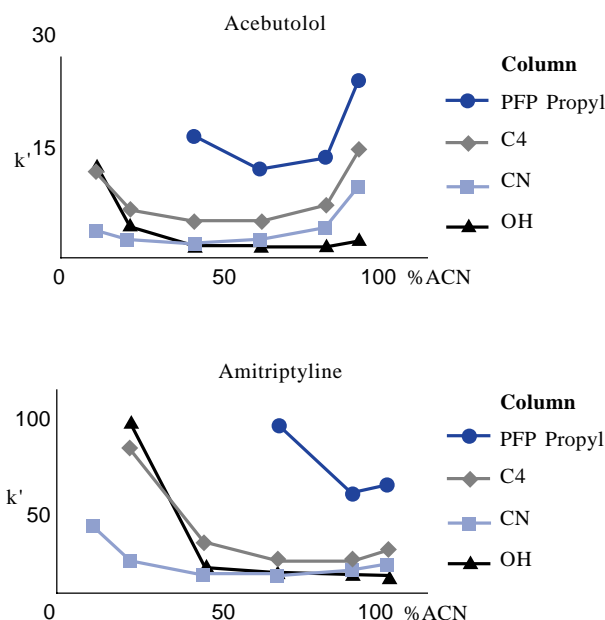 Acebutolol
30
15
k'
0
50
100
%ACN
Column
PFP Propyl
C4
CN
OH
Amitriptyline
100
50
k'
0
50
100
%ACN
Column
PFP Propyl
C4
CN
OH